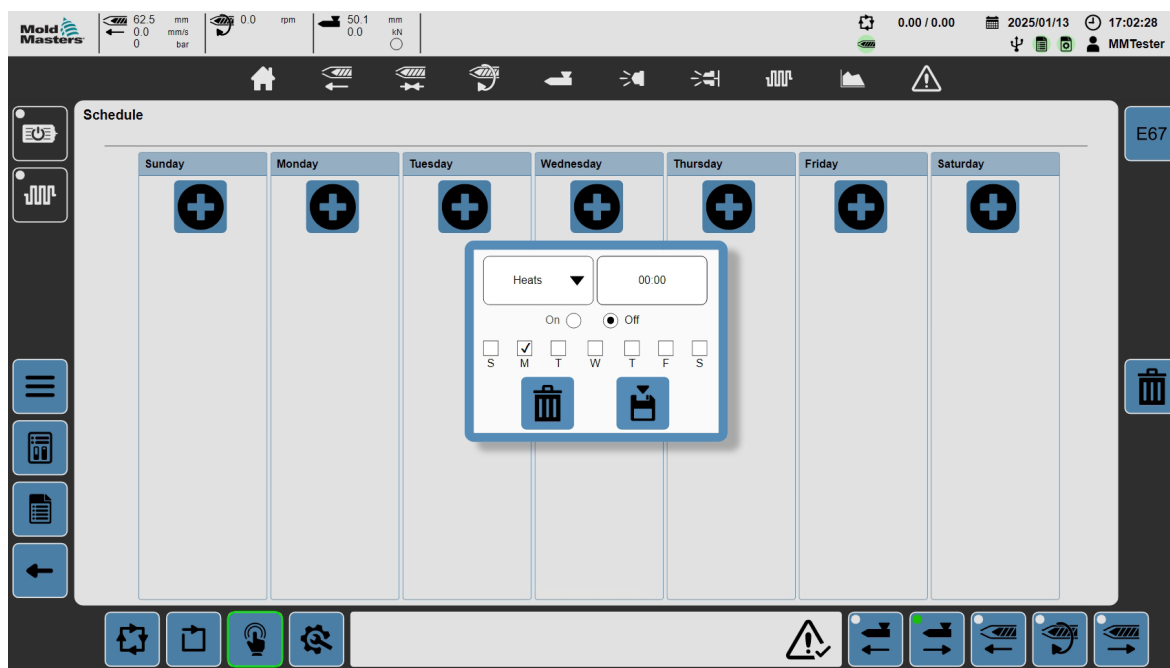 Mold
Masters
62.5 mm
0.0 mm/s
0 bar
0.0 rpm
50.1 mm
0.0 kN
0.00 / 0.00
2025/01/13
17:02:28
MMTester
Schedule
E67
Sunday Monday Tuesday Wednesday Thursday Friday Saturday
Heats 00:00
On Off
S M T W T F S